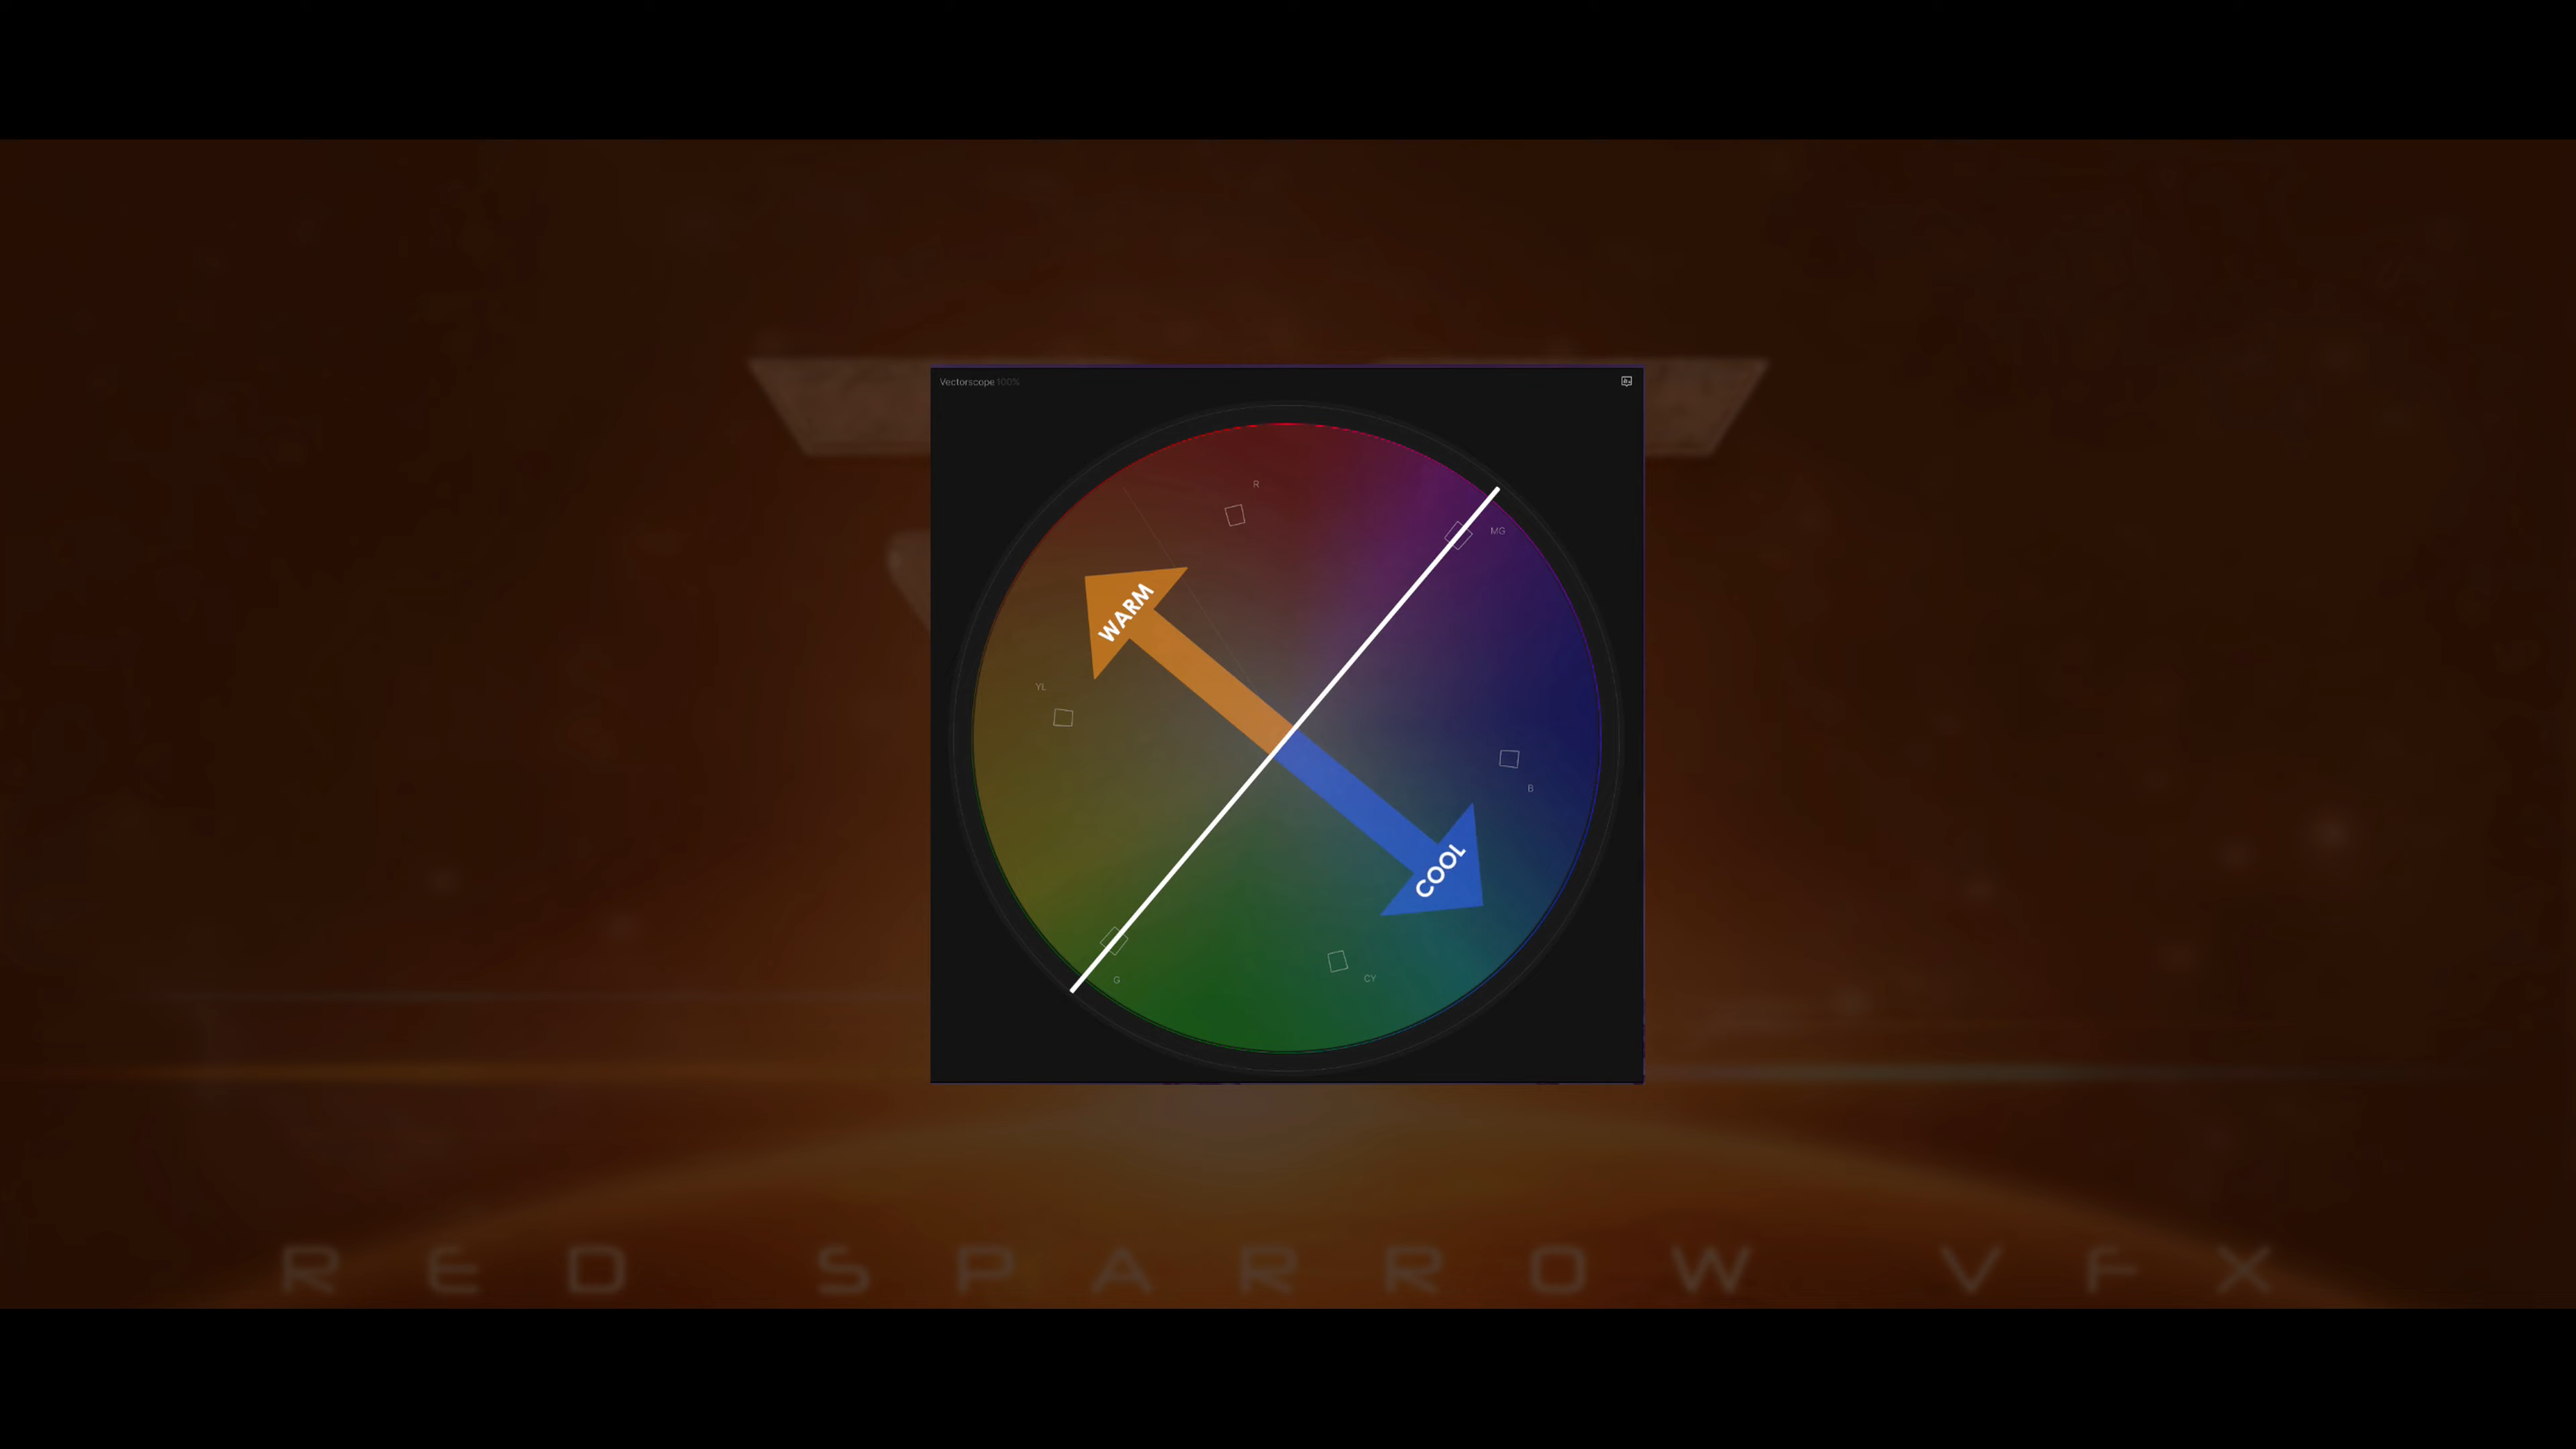 Vectorscope 100%
R
MG
WARM
YL
B
COOL
G
CY
RED SPARROW VFX